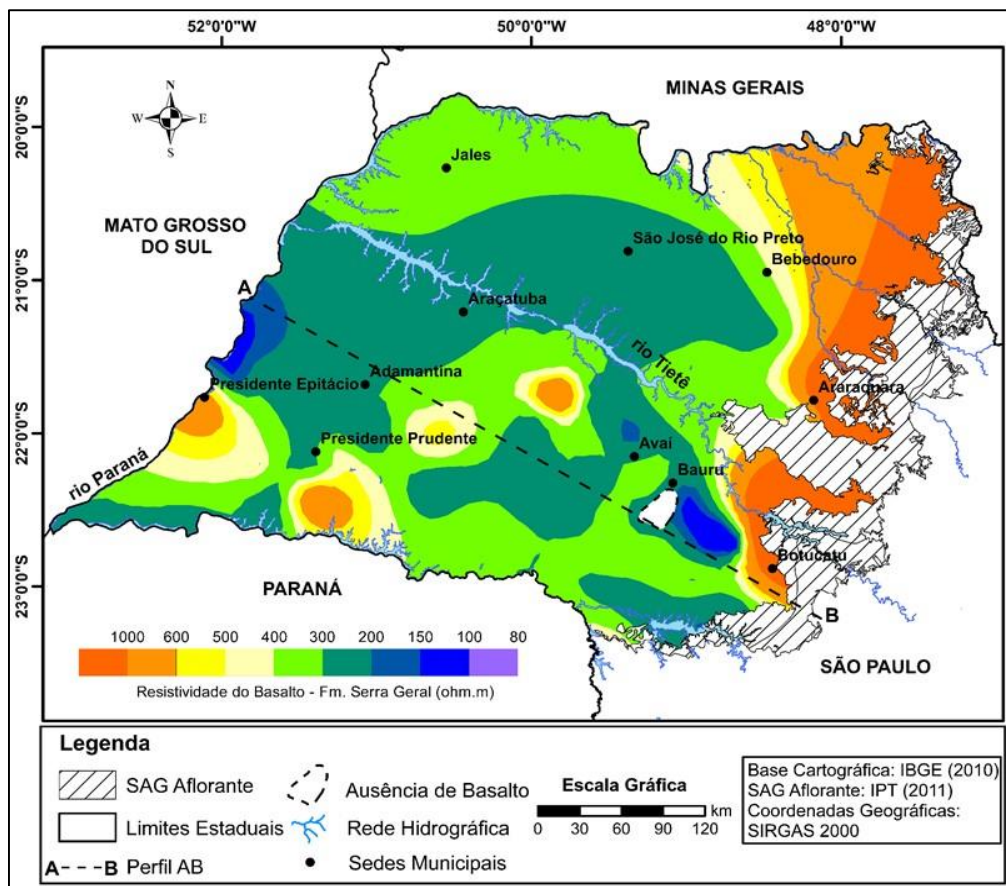 52°0'0"W 50°0'0"W 48°0'0"W
20°0'0"S
21°0'0"S
22°0'0"S
23°0'0"S
N
W E
S
MINAS GERAIS
MATO GROSSO
DO SUL
Jales
São José do Rio Preto
Bebedouro
A
Araçatuba
rio Tietê
Adamantina
Presidente Epitácio
Araraquara
Presidente Prudente
Avaí
Bauru
rio Paraná
Botucatu
PARANÁ
B
SÃO PAULO
1000 600 500 400 300 200 150 100 80
Resistividade do Basalto - Fm. Serra Geral (ohm.m)
Legenda
SAG Aflorante
Limites Estaduais
A B Perfil AB
Ausência de Basalto
Rede Hidrográfica
Sedes Municipais
Escala Gráfica
km
0 30 60 90 120
Base Cartográfica: IBGE (2010)
SAG Aflorante: IPT (2011)
Coordenadas Geográficas:
SIRGAS 2000